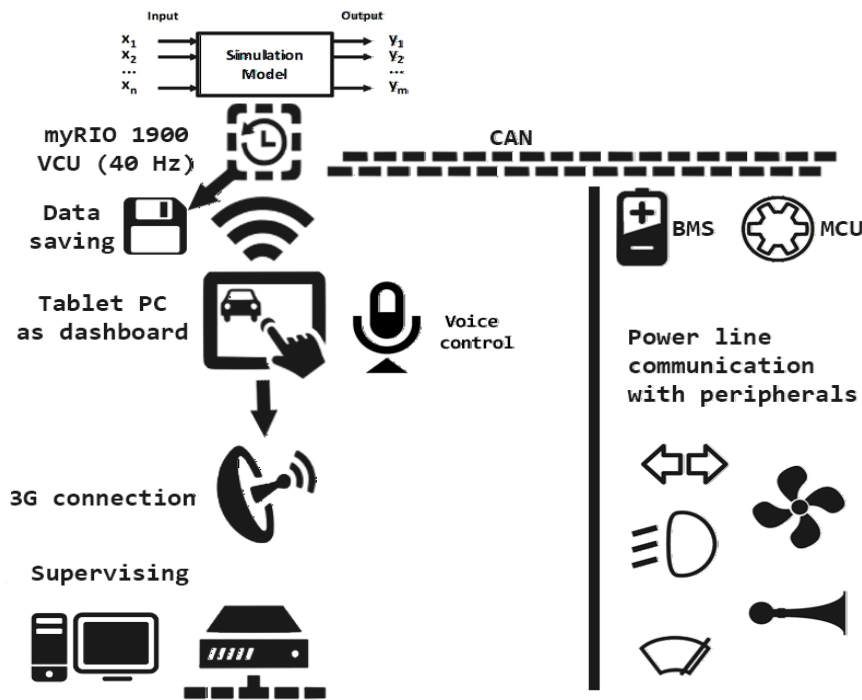 Input
Output
x1
x2
...
xn
Simulation
Model
y1
y2
...
ym
myRIO 1900
VCU (40 Hz)
CAN
Data
saving
BMS
MCU
Tablet PC
as dashboard
Voice
control
Power line
communication
with peripherals
3G connection
Supervising